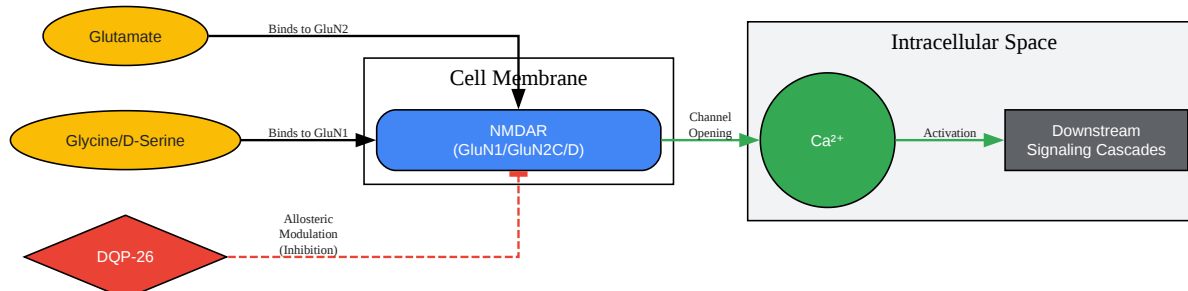 Glutamate
Binds to GluN2
Cell Membrane
Intracellular Space
Glycine/D-Serine
Binds to GluN1
NMDAR
(GluN1/GluN2C/D)
Channel
Opening
Ca²⁺
Activation
Downstream
Signaling Cascades
DQP-26
Allosteric
Modulation
(Inhibition)